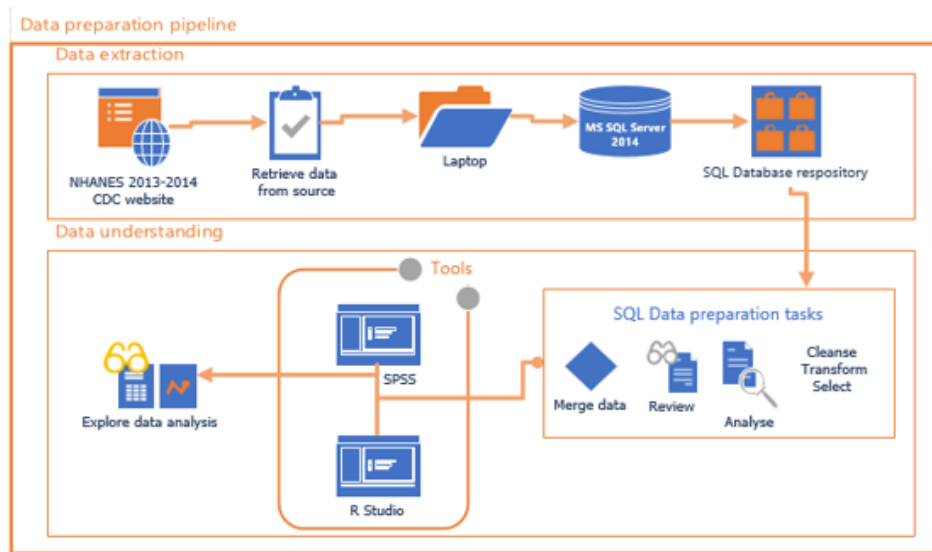 Data preparation pipeline
Data extraction
NHANES 2013-2014
CDC website
Retrieve data
from source
Laptop
MS SQL Server
2014
SQL Database respository
Data understanding
Tools
SPSS
R Studio
Explore data analysis
SQL Data preparation tasks
Merge data
Review
Analyse
Cleanse
Transform
Select